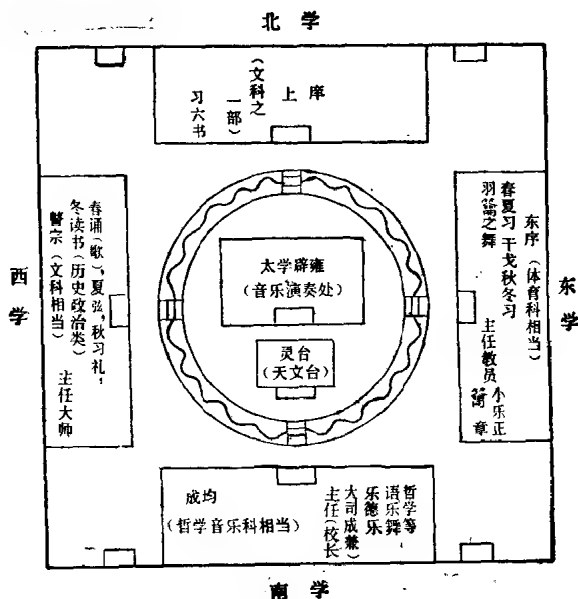 北学
上庠
(文科之
一部)
习六书
西学
春诵(歌),夏弦,秋习礼,
冬读书(历史政治类)
瞽宗(文科相当) 主任大师
太学辟雍
(音乐演奏处)
灵台
(天文台)
东学
东序(体育科相当)
春夏习干戈秋冬习
羽籥之舞 主任教员
小乐正
籥章
成均
(哲学音乐科相当)
哲学等
语乐舞
乐德乐
大司成兼)
主任(校长
南学